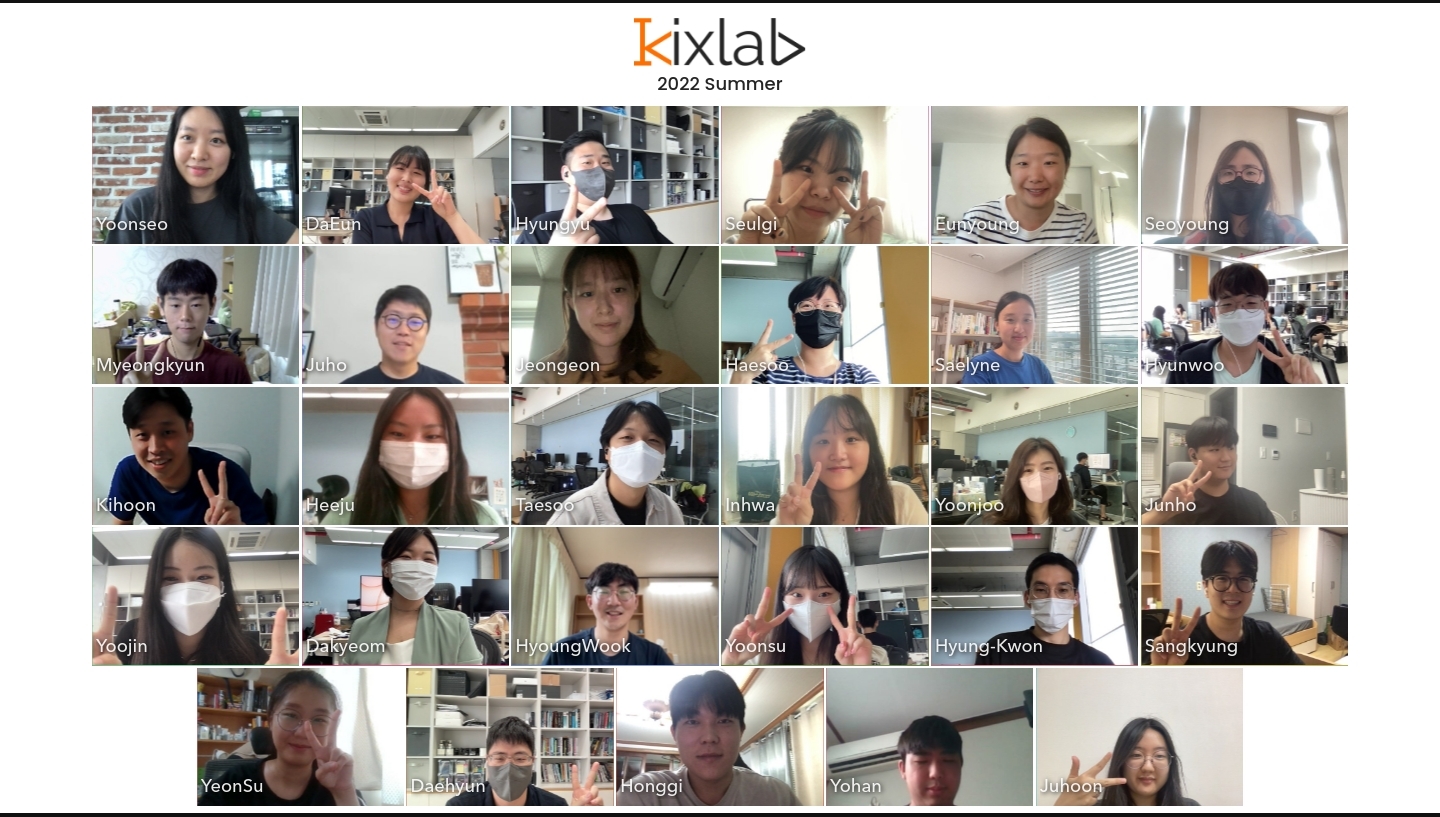 kixlab
2022 Summer
Yoonseo
DaEun
Hyungyu
Seulgi
Eunyoung
Seoyoung
Myeongkyun
Juho
Jeongeon
Haesoo
Saelyne
Hyunwoo
Kihoon
Heeju
Taesoo
Inhwa
Yoonjoo
Junho
Yoojin
Dakyeom
HyoungWook
Yoonsu
Hyung-Kwon
Sangkyung
YeonSu
Daehyun
Honggi
Yohan
Juhoon